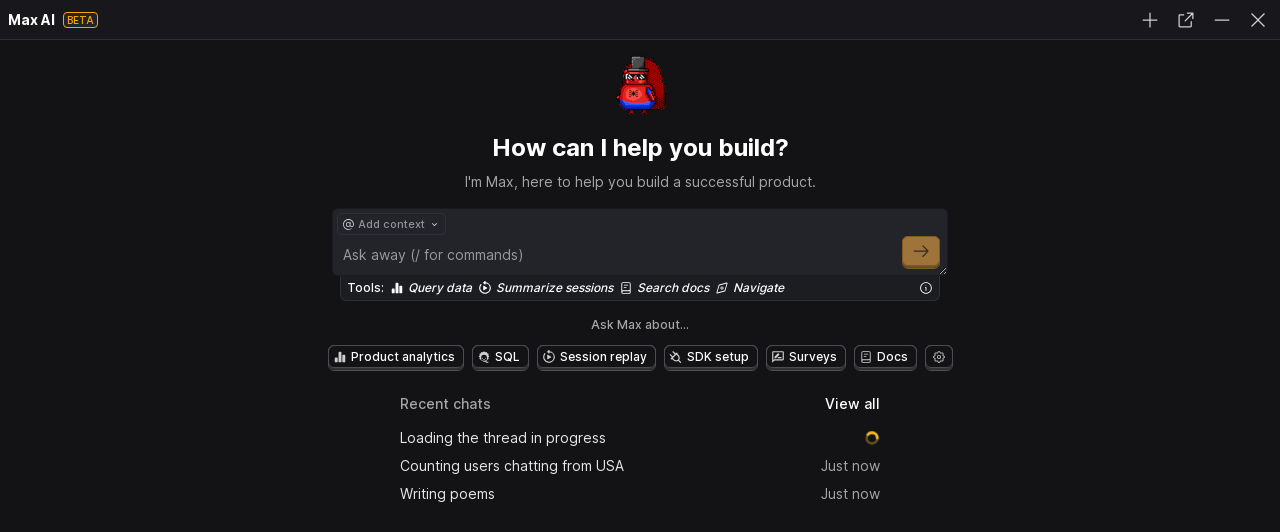 Max AI BETA
How can I help you build?
I'm Max, here to help you build a successful product.
@ Add context
Ask away (/ for commands)
Tools: Query data Summarize sessions Search docs Navigate
Ask Max about...
Product analytics SQL Session replay SDK setup Surveys Docs
Recent chats View all
Loading the thread in progress
Counting users chatting from USA Just now
Writing poems Just now